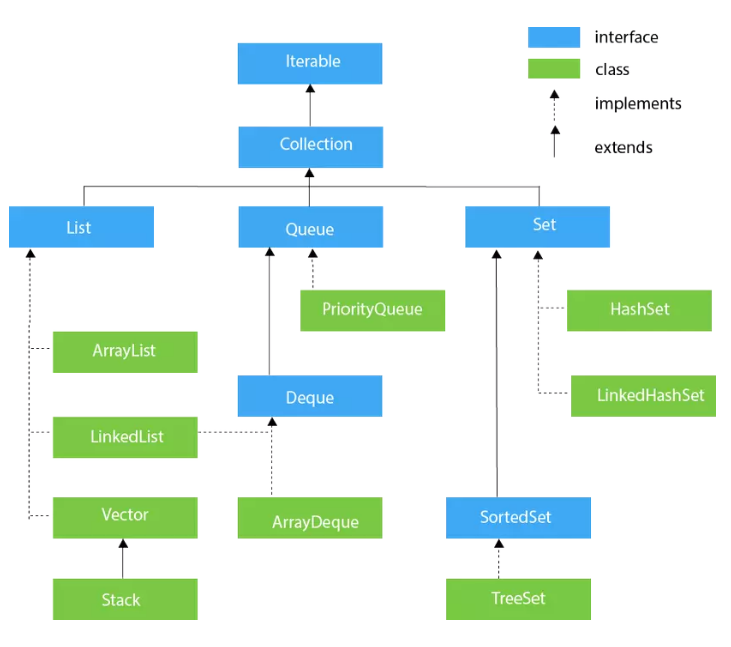 interface
Iterable
class
implements
Collection
extends
List
Queue
Set
PriorityQueue
HashSet
ArrayList
Deque
LinkedHashSet
LinkedList
Vector
ArrayDeque
SortedSet
Stack
TreeSet